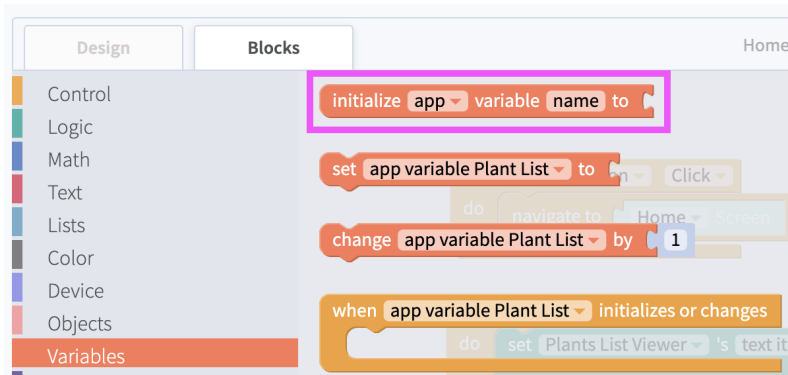 Design Blocks Home
Control
Logic
Math
Text
Lists
Color
Device
Objects
Variables
initialize app variable name to
set app variable Plant List to
Click
do navigate to Home Screen
change app variable Plant List by 1
when app variable Plant List initializes or changes
do set Plants List Viewer 's text it